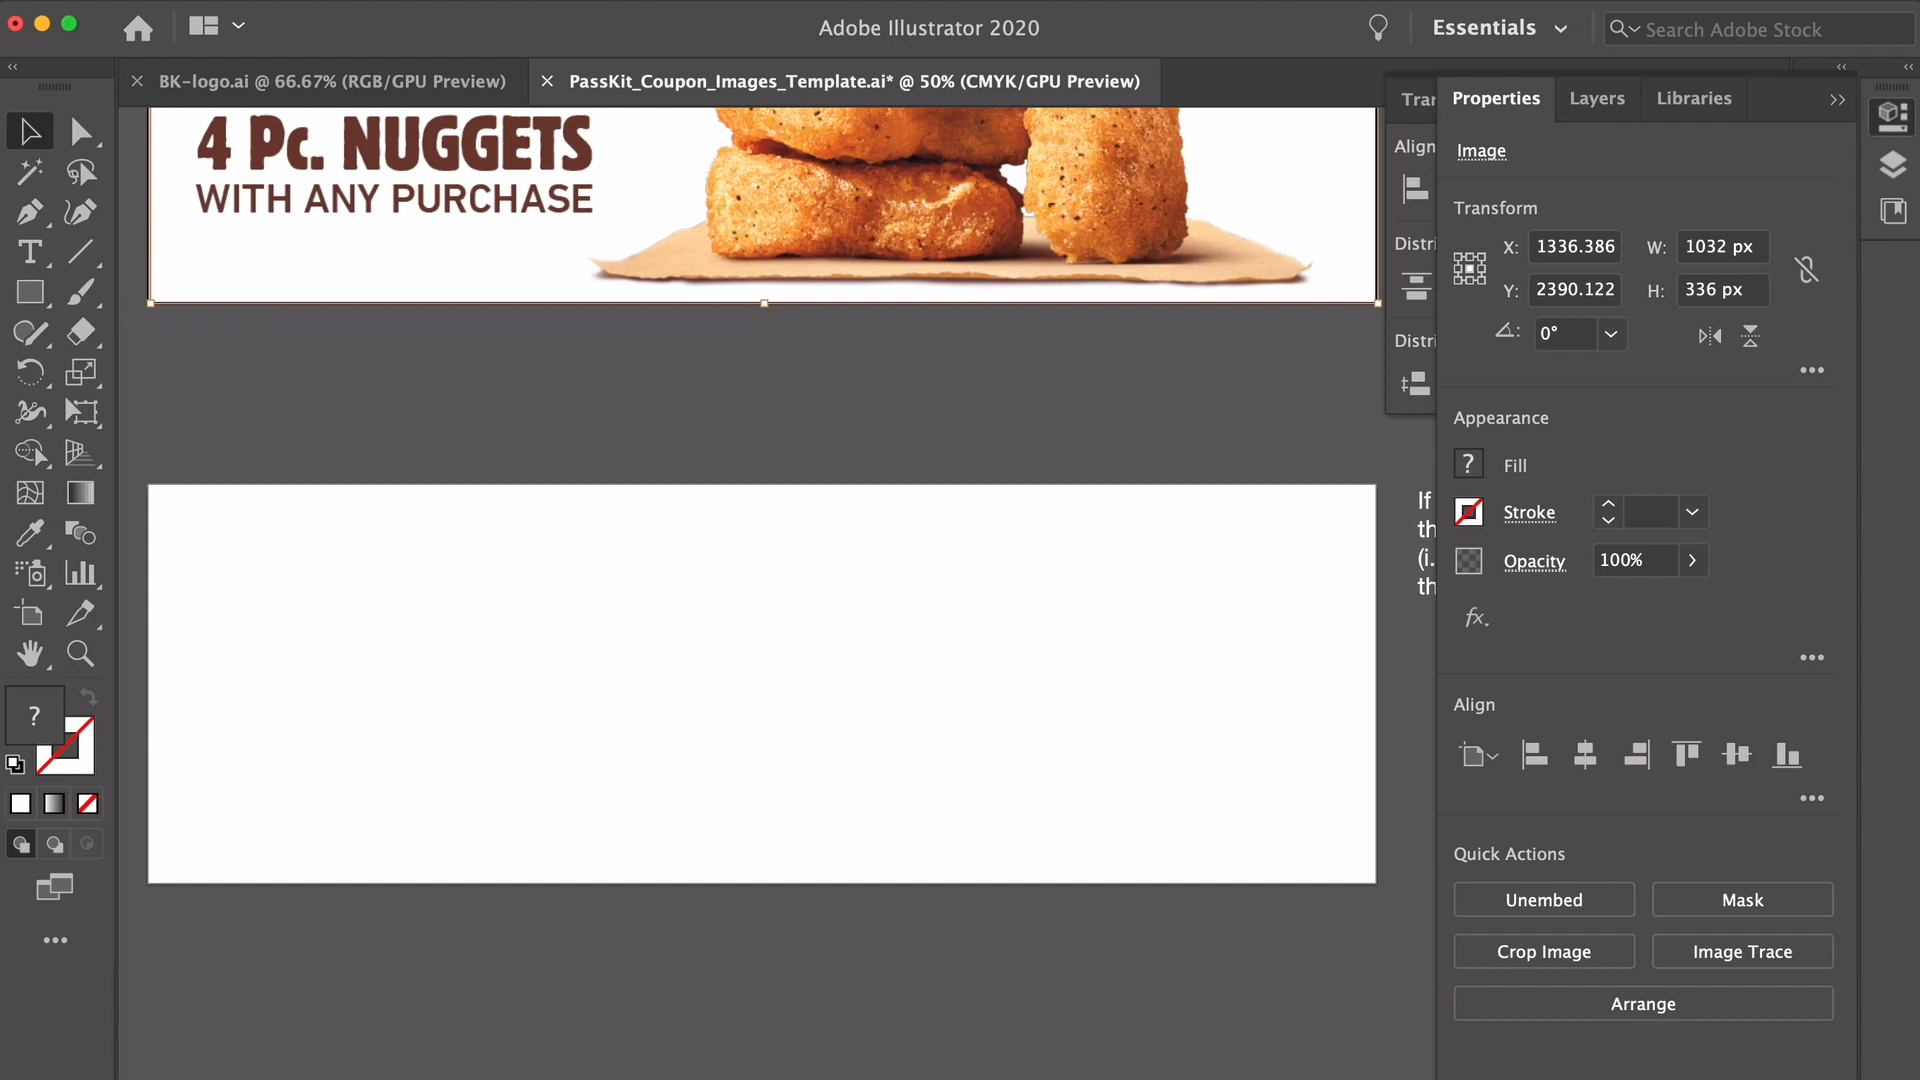 Adobe Illustrator 2020
Essentials
Search Adobe Stock
BK-logo.ai @ 66.67% (RGB/GPU Preview)
PassKit_Coupon_Images_Template.ai* @ 50% (CMYK/GPU Preview)
4 Pc. NUGGETS
WITH ANY PURCHASE
Tran
Align
Distri
Distri
If
th
(i.
th
Properties
Layers
Libraries
Image
Transform
X: 1336.386
W: 1032 px
Y: 2390.122
H: 336 px
0°
Appearance
? Fill
Stroke
Opacity
100%
fx.
Align
Quick Actions
Unembed
Mask
Crop Image
Image Trace
Arrange
?